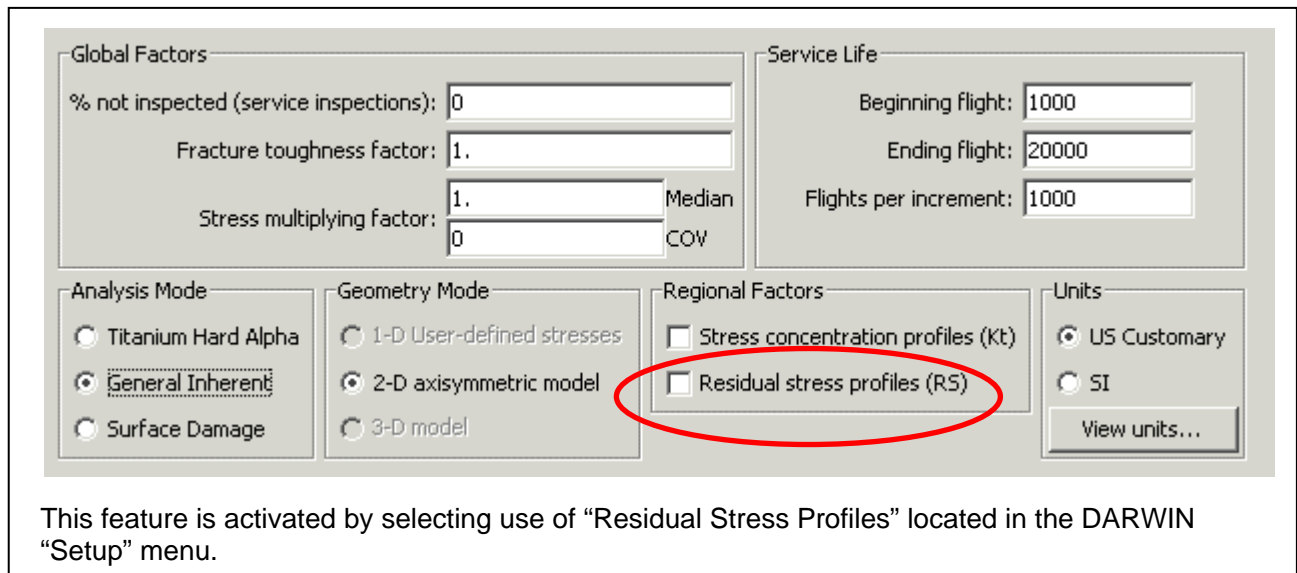 Global Factors
% not inspected (service inspections): 0
Fracture toughness factor: 1.
Stress multiplying factor:
1. Median
0 COV
Service Life
Beginning flight: 1000
Ending flight: 20000
Flights per increment: 1000
Analysis Mode
Titanium Hard Alpha
General Inherent
Surface Damage
Geometry Mode
1-D User-defined stresses
2-D axisymmetric model
3-D model
Regional Factors
Stress concentration profiles (Kt)
Residual stress profiles (RS)
Units
US Customary
SI
View units...
This feature is activated by selecting use of “Residual Stress Profiles” located in the DARWIN
“Setup” menu.